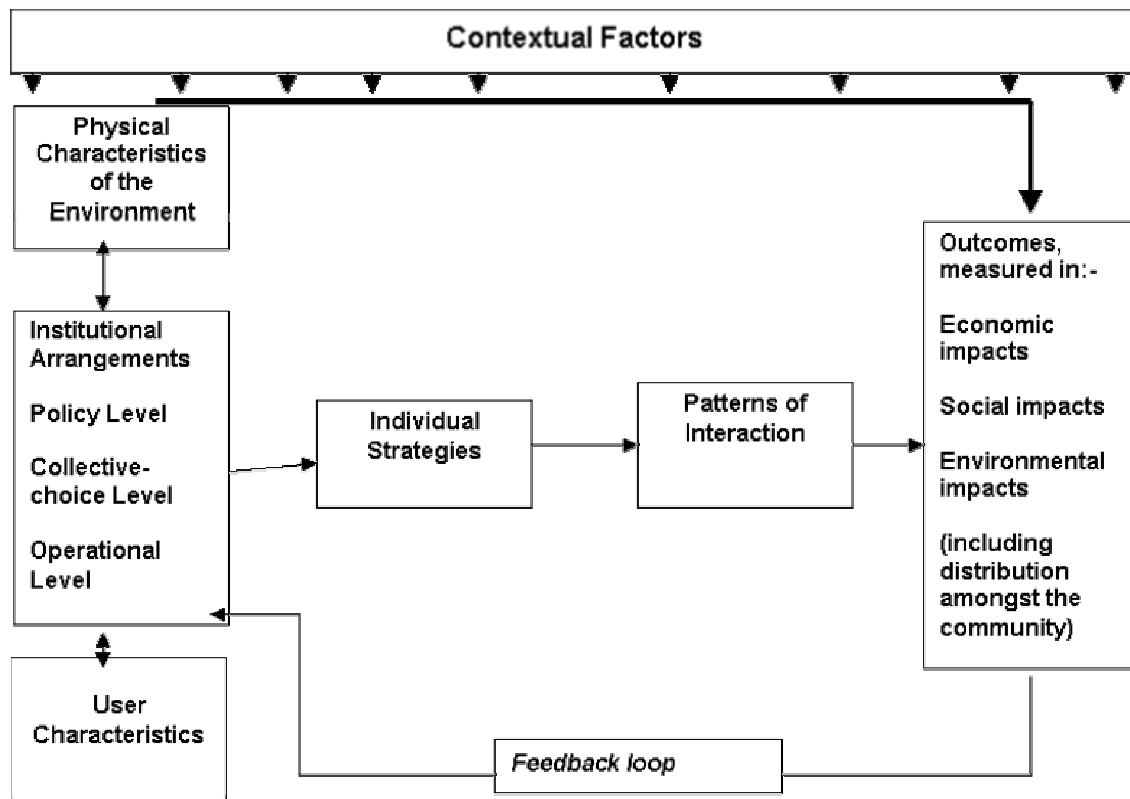 Contextual Factors
Physical
Characteristics
of the
Environment
Institutional
Arrangements
Policy Level
Collective-
choice Level
Operational
Level
User
Characteristics
Individual
Strategies
Patterns of
Interaction
Outcomes,
measured in:-
Economic
impacts
Social impacts
Environmental
impacts
(including
distribution
amongst the
community)
Feedback loop